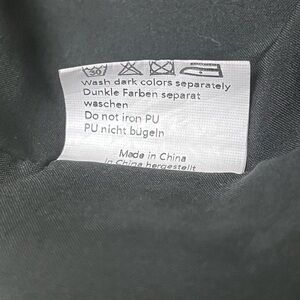 30
Wash dark colors separately
Dunkle Farben separat
waschen
Do not iron PU
PU nicht bügeln
Made in China
in China hergestellt